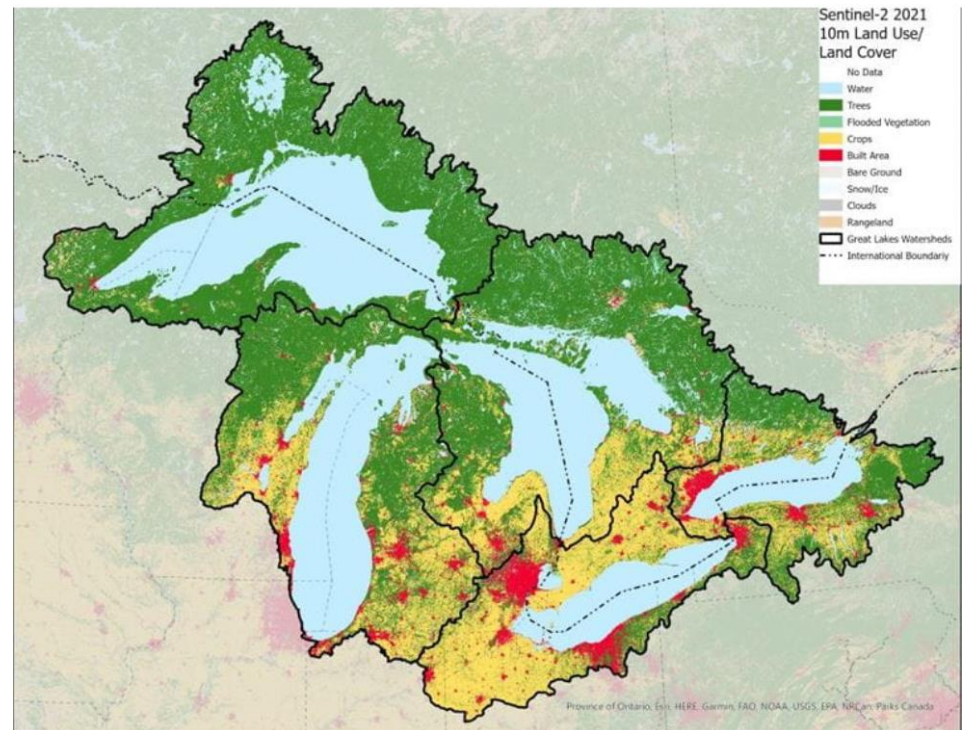 Sentinel-2 2021
10m Land Use/
Land Cover
No Data
Water
Trees
Flooded Vegetation
Crops
Built Area
Bare Ground
Snow/Ice
Clouds
Rangeland
Great Lakes Watersheds
International Boundariy
Province of Ontario, Esri, HERE, Garmin, FAO, NOAA, USGS, EPA, NRCan, Parks Canada